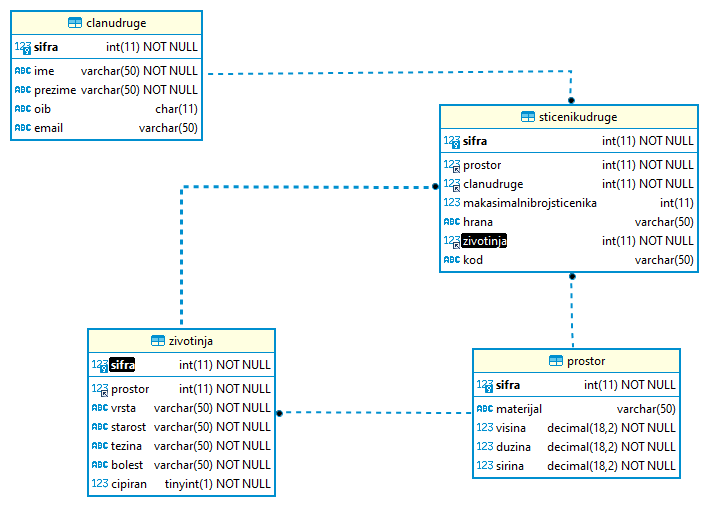 clanudruge
123 sifra int(11) NOT NULL
ABC ime varchar(50) NOT NULL
ABC prezime varchar(50) NOT NULL
ABC oib char(11)
ABC email varchar(50)
sticenikudruge
123 sifra int(11) NOT NULL
123 prostor int(11) NOT NULL
123 clanudruge int(11) NOT NULL
123 makasimalnibrojsticenika int(11)
ABC hrana varchar(50)
123 zivotinja int(11) NOT NULL
ABC kod varchar(50)
zivotinja
123 sifra int(11) NOT NULL
123 prostor int(11) NOT NULL
ABC vrsta varchar(50) NOT NULL
ABC starost varchar(50) NOT NULL
ABC tezina varchar(50) NOT NULL
ABC bolest varchar(50) NOT NULL
123 cipiran tinyint(1) NOT NULL
prostor
123 sifra int(11) NOT NULL
ABC materijal varchar(50)
123 visina decimal(18,2) NOT NULL
123 duzina decimal(18,2) NOT NULL
123 sirina decimal(18,2) NOT NULL